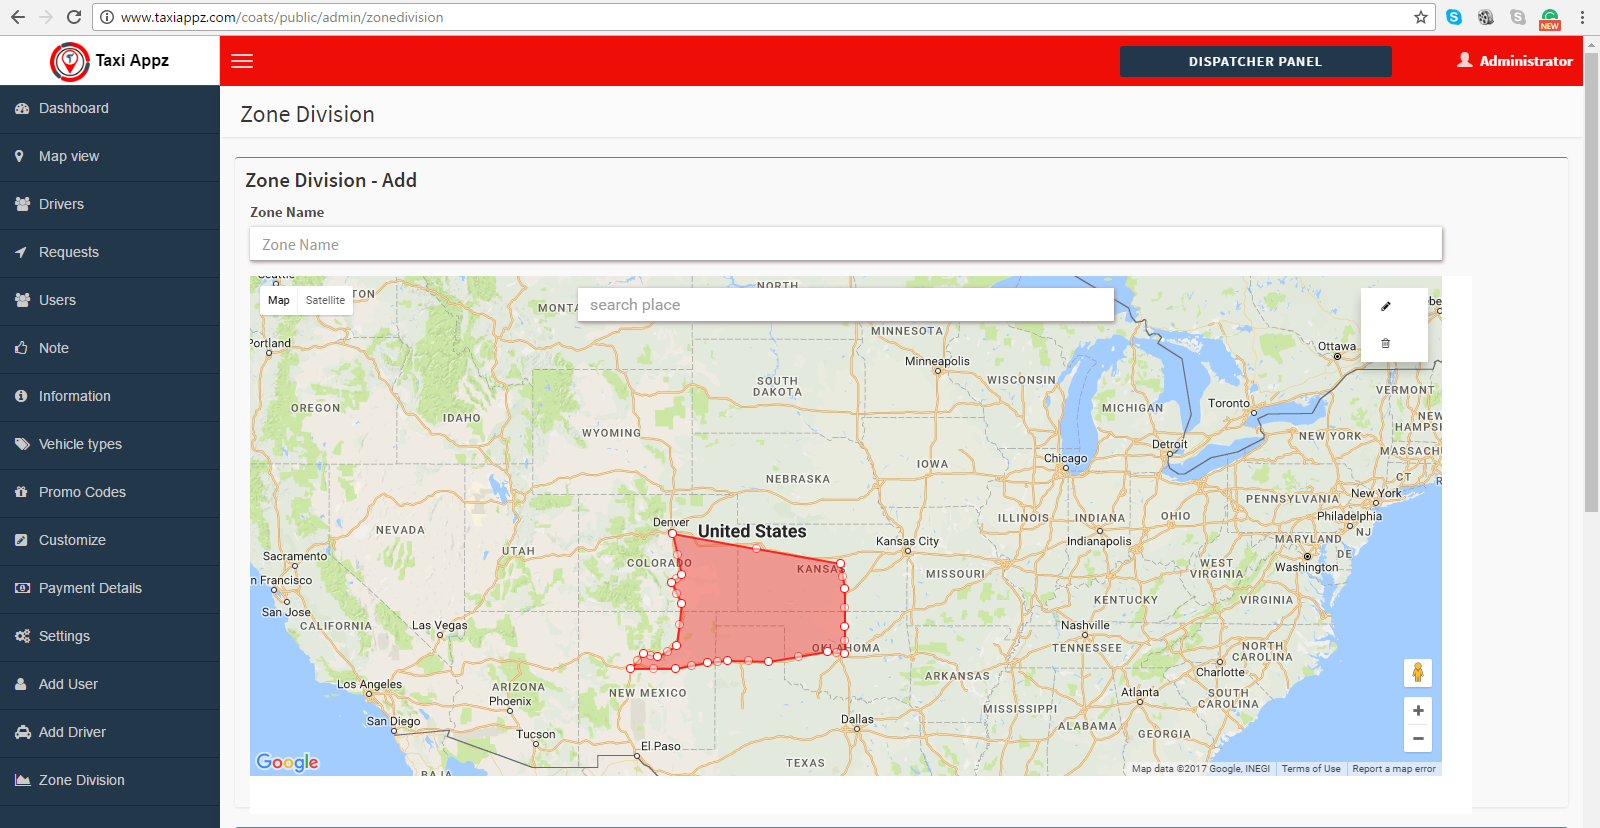 www.taxiappz.com/coats/public/admin/zonedivision
NEW
Taxi Appz
DISPATCHER PANEL
Administrator
Dashboard
Map view
Drivers
Requests
Users
Note
Information
Vehicle types
Promo Codes
Customize
Payment Details
Settings
Add User
Add Driver
Zone Division
Zone Division
Zone Division - Add
Zone Name
Zone Name
Map Satellite
search place
NORTH
MONTA
TON
Portland
MINNESOTA
Minneapolis
Ottawa
SOUTH
DAKOTA
WISCONSIN
VERMONT
OREGON
IDAHO
MICHIGAN
Toronto
NEW
HAMPSH
WYOMING
Detroit
NEW YORK
Chicago
IOWA
MASSACH
NEBRASKA
CT
RI
PENNSYLVANIA
New York
NEVADA
Denver
United States
ILLINOIS
INDIANA
OHIO
Philadelphia
NJ
UTAH
Kansas City
Indianapolis
MARYLAND
DE
Sacramento
COLORADO
KANSAS
MISSOURI
WEST
VIRGINIA
Washington
n Francisco
San Jose
KENTUCKY
VIRGINIA
CALIFORNIA
Las Vegas
Nashville
OKLAHOMA
TENNESSEE
NORTH
CAROLINA
Los Angeles
ARIZONA
NEW MEXICO
ARKANSAS
Charlotte
Phoenix
Atlanta
SOUTH
CAROLINA
San Diego
MISSISSIPPI
Dallas
ALABAMA
Tucson
GEORGIA
El Paso
TEXAS
BAJA
Google
Map data ©2017 Google, INEGI Terms of Use Report a map error